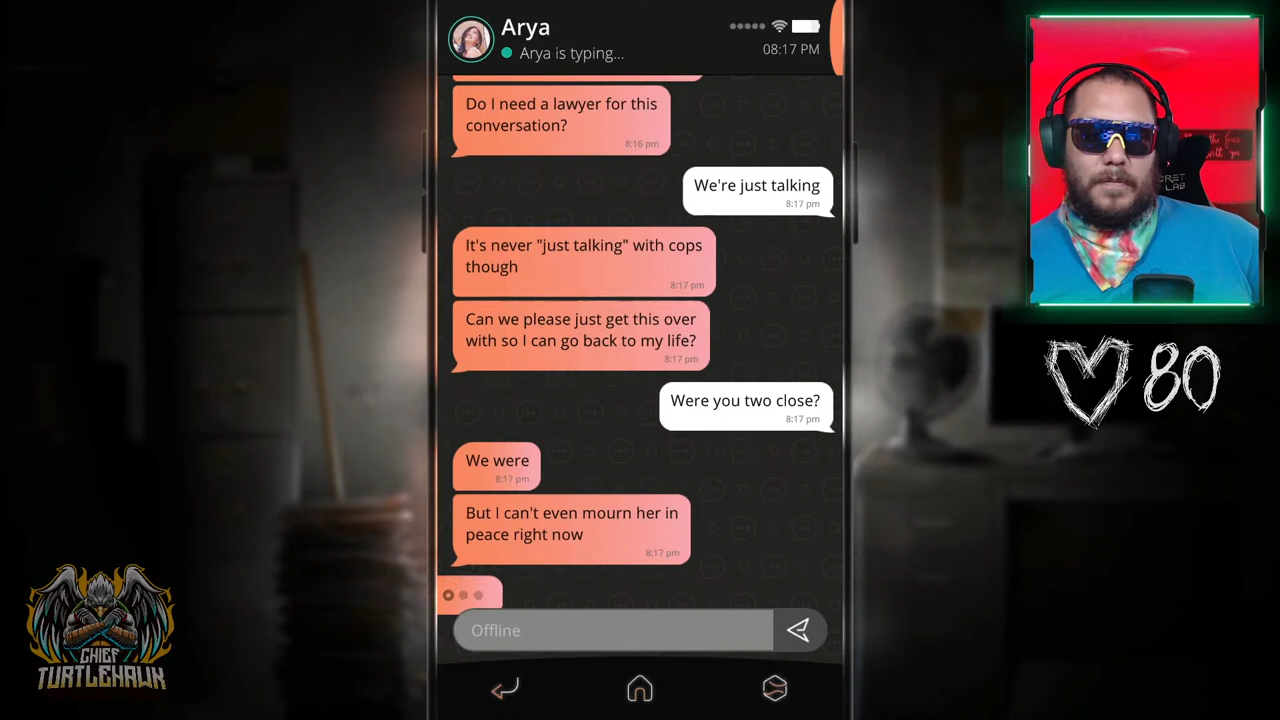 Arya
Arya is typing...
08:17 PM
Do I need a lawyer for this
conversation?
8:16 pm
We're just talking
8:17 pm
It's never "just talking" with cops
though
8:17 pm
Can we please just get this over
with so I can go back to my life?
8:17 pm
Were you two close?
8:17 pm
We were
8:17 pm
But I can't even mourn her in
peace right now
8:17 pm
Offline
80
CHIEF
TURTLEHAWK